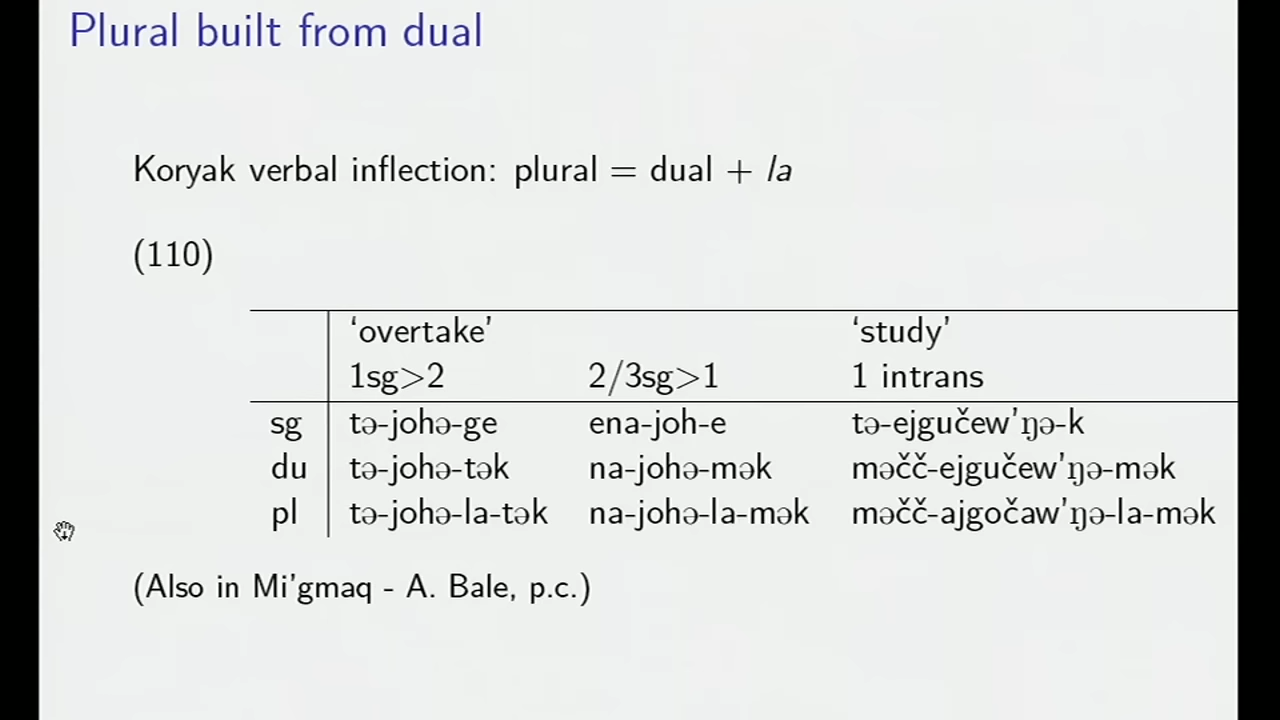 Plural built from dual
Koryak verbal inflection: plural = dual + la
(110)
‘overtake’ ‘study’
1sg>2 2/3sg>1 1 intrans
sg tə-johə-ge ena-joh-e tə-ejgučew’ŋə-k
du tə-johə-tək na-johə-mək məčč-ejgučew’ŋə-mək
pl tə-johə-la-tək na-johə-la-mək məčč-ajgočaw’ŋə-la-mək
(Also in Mi’gmaq - A. Bale, p.c.)